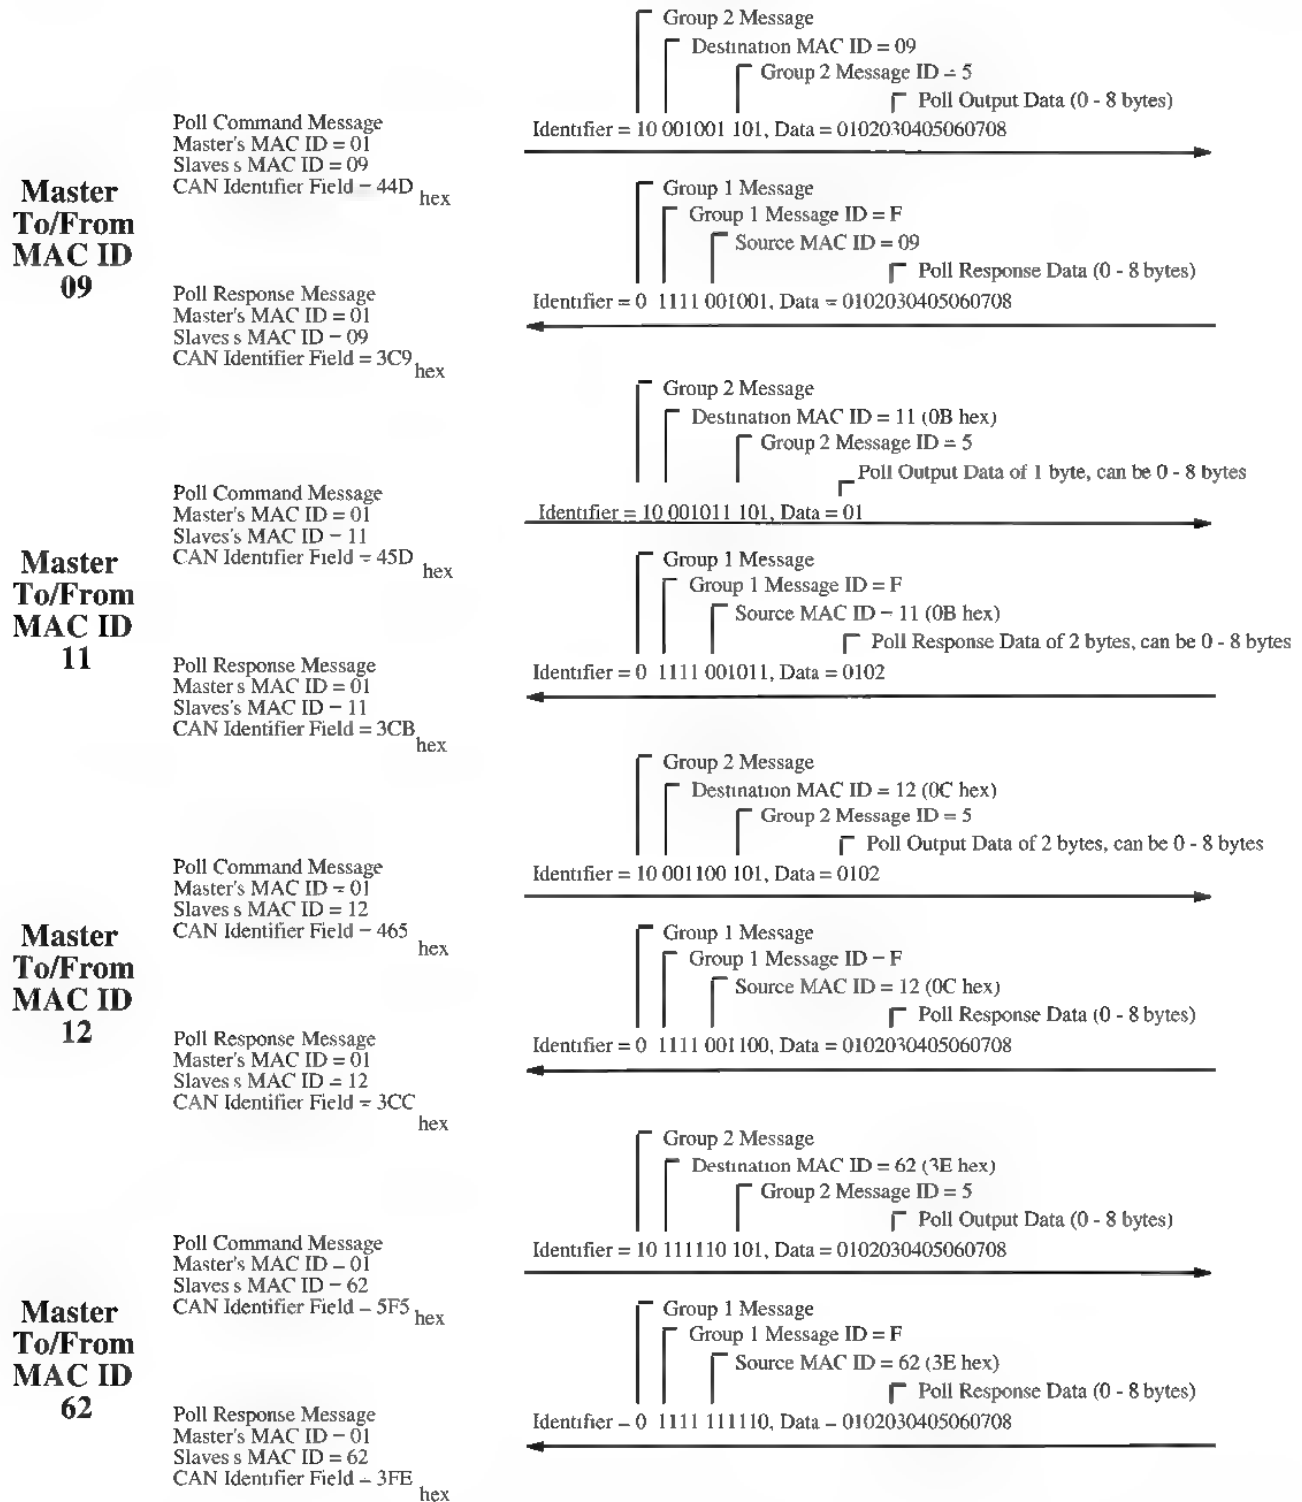 Group 2 Message
Destination MAC ID = 09
Group 2 Message ID = 5
Poll Output Data (0 - 8 bytes)
Poll Command Message
Master's MAC ID = 01
Slaves s MAC ID = 09
CAN Identifier Field = 44D hex
Identifier = 10 001001 101, Data = 0102030405060708
Master
To/From
MAC ID
09
Group 1 Message
Group 1 Message ID = F
Source MAC ID = 09
Poll Response Data (0 - 8 bytes)
Poll Response Message
Master's MAC ID = 01
Slaves s MAC ID = 09
CAN Identifier Field = 3C9 hex
Identifier = 0 1111 001001, Data = 0102030405060708
Group 2 Message
Destination MAC ID = 11 (0B hex)
Group 2 Message ID = 5
Poll Output Data of 1 byte, can be 0 - 8 bytes
Poll Command Message
Master's MAC ID = 01
Slaves's MAC ID = 11
CAN Identifier Field = 45D hex
Identifier = 10 001011 101, Data = 01
Master
To/From
MAC ID
11
Group 1 Message
Group 1 Message ID = F
Source MAC ID = 11 (0B hex)
Poll Response Data of 2 bytes, can be 0 - 8 bytes
Poll Response Message
Master s MAC ID = 01
Slaves's MAC ID = 11
CAN Identifier Field = 3CB hex
Identifier = 0 1111 001011, Data = 0102
Group 2 Message
Destination MAC ID = 12 (0C hex)
Group 2 Message ID = 5
Poll Output Data of 2 bytes, can be 0 - 8 bytes
Poll Command Message
Master's MAC ID = 01
Slaves s MAC ID = 12
CAN Identifier Field = 465 hex
Identifier = 10 001100 101, Data = 0102
Master
To/From
MAC ID
12
Group 1 Message
Group 1 Message ID = F
Source MAC ID = 12 (0C hex)
Poll Response Data (0 - 8 bytes)
Poll Response Message
Master's MAC ID = 01
Slaves s MAC ID = 12
CAN Identifier Field = 3CC hex
Identifier = 0 1111 001100, Data = 0102030405060708
Group 2 Message
Destination MAC ID = 62 (3E hex)
Group 2 Message ID = 5
Poll Output Data (0 - 8 bytes)
Poll Command Message
Master's MAC ID = 01
Slaves s MAC ID = 62
CAN Identifier Field = 5F5 hex
Identifier = 10 111110 101, Data = 0102030405060708
Master
To/From
MAC ID
62
Group 1 Message
Group 1 Message ID = F
Source MAC ID = 62 (3E hex)
Poll Response Data (0 - 8 bytes)
Poll Response Message
Master's MAC ID = 01
Slaves s MAC ID = 62
CAN Identifier Field = 3FE hex
Identifier = 0 1111 111110, Data = 0102030405060708